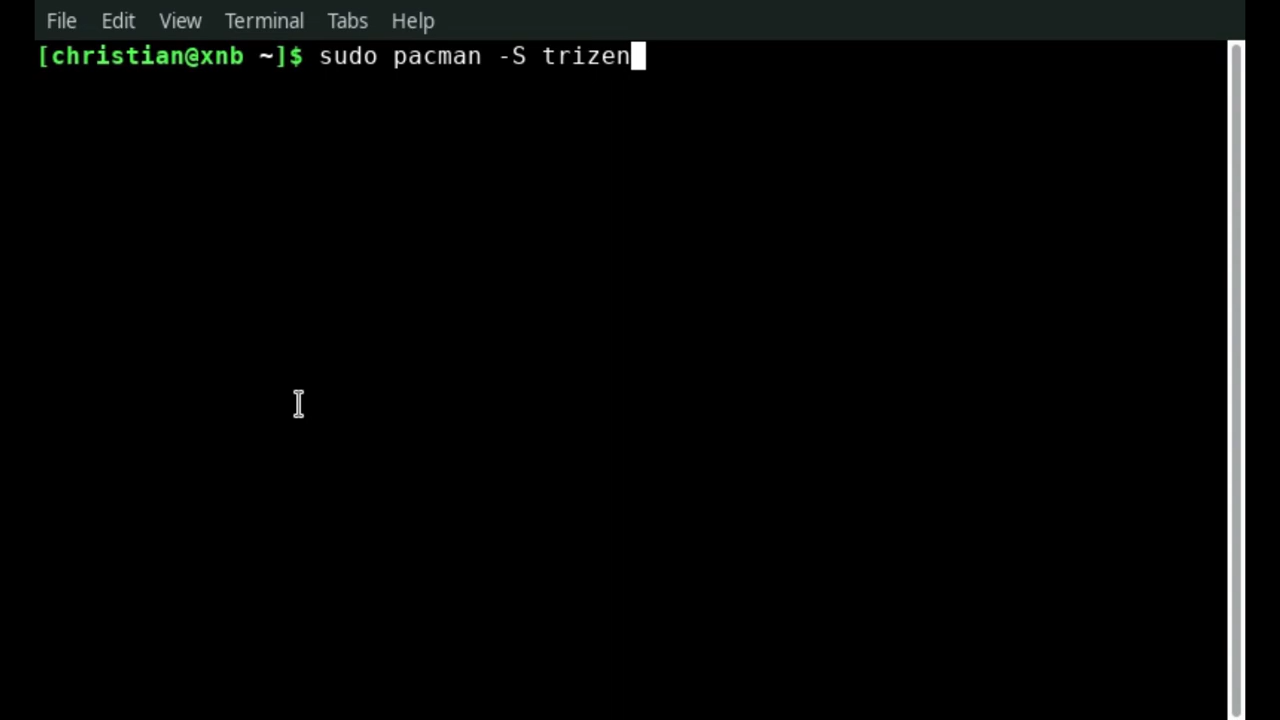 File Edit View Terminal Tabs Help
[christian@xnb ~]$ sudo pacman -S trizen